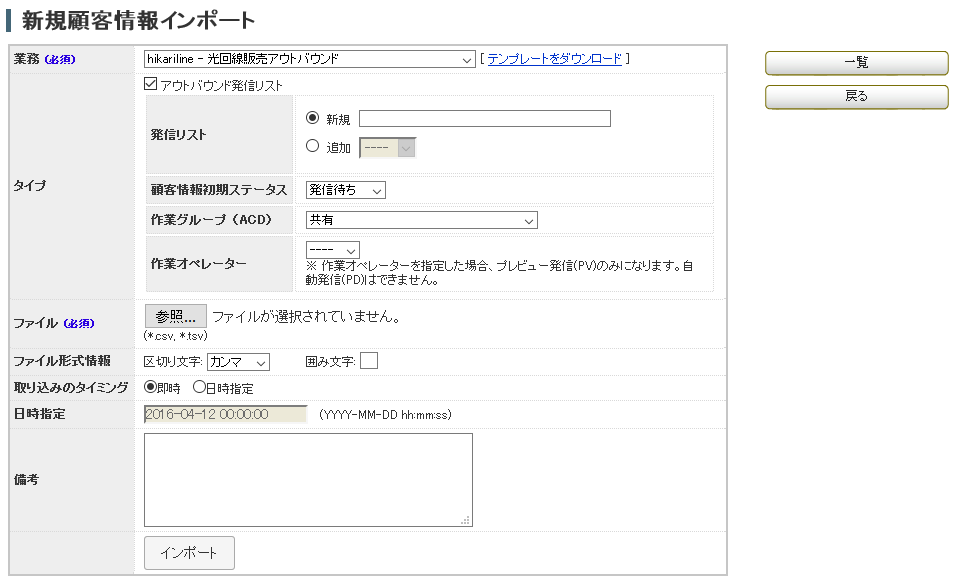 新規顧客情報インポート
業務 (必須)
hikariline - 光回線販売アウトバウンド
[ テンプレートをダウンロード ]
一覧
戻る
タイプ
アウトバウンド発信リスト
発信リスト
新規
追加 ----
顧客情報初期ステータス
発信待ち
作業グループ (ACD)
共有
作業オペレーター
----
※ 作業オペレーターを指定した場合、プレビュー発信(PV)のみになります。自
動発信(PD)はできません。
ファイル (必須)
参照... ファイルが選択されていません。
(*.csv, *.tsv)
ファイル形式情報
区切り文字: カンマ 囲み文字:
取り込みのタイミング
即時 日時指定
日時指定
2016-04-12 00:00:00 (YYYY-MM-DD hh:mm:ss)
備考
インポート